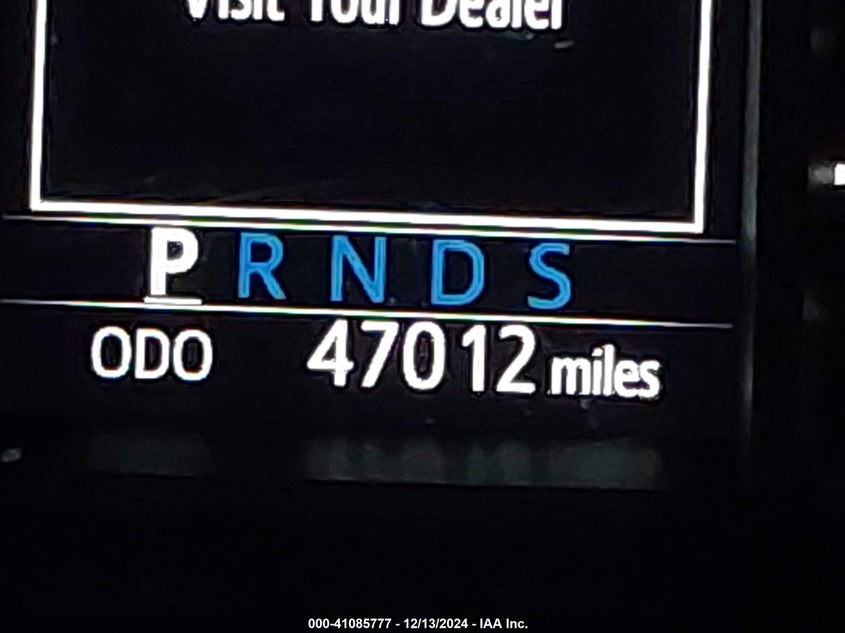 Visit Your Dealer
P R N D S
ODO 47012 miles
000-41085777 - 12/13/2024 - IAA Inc.